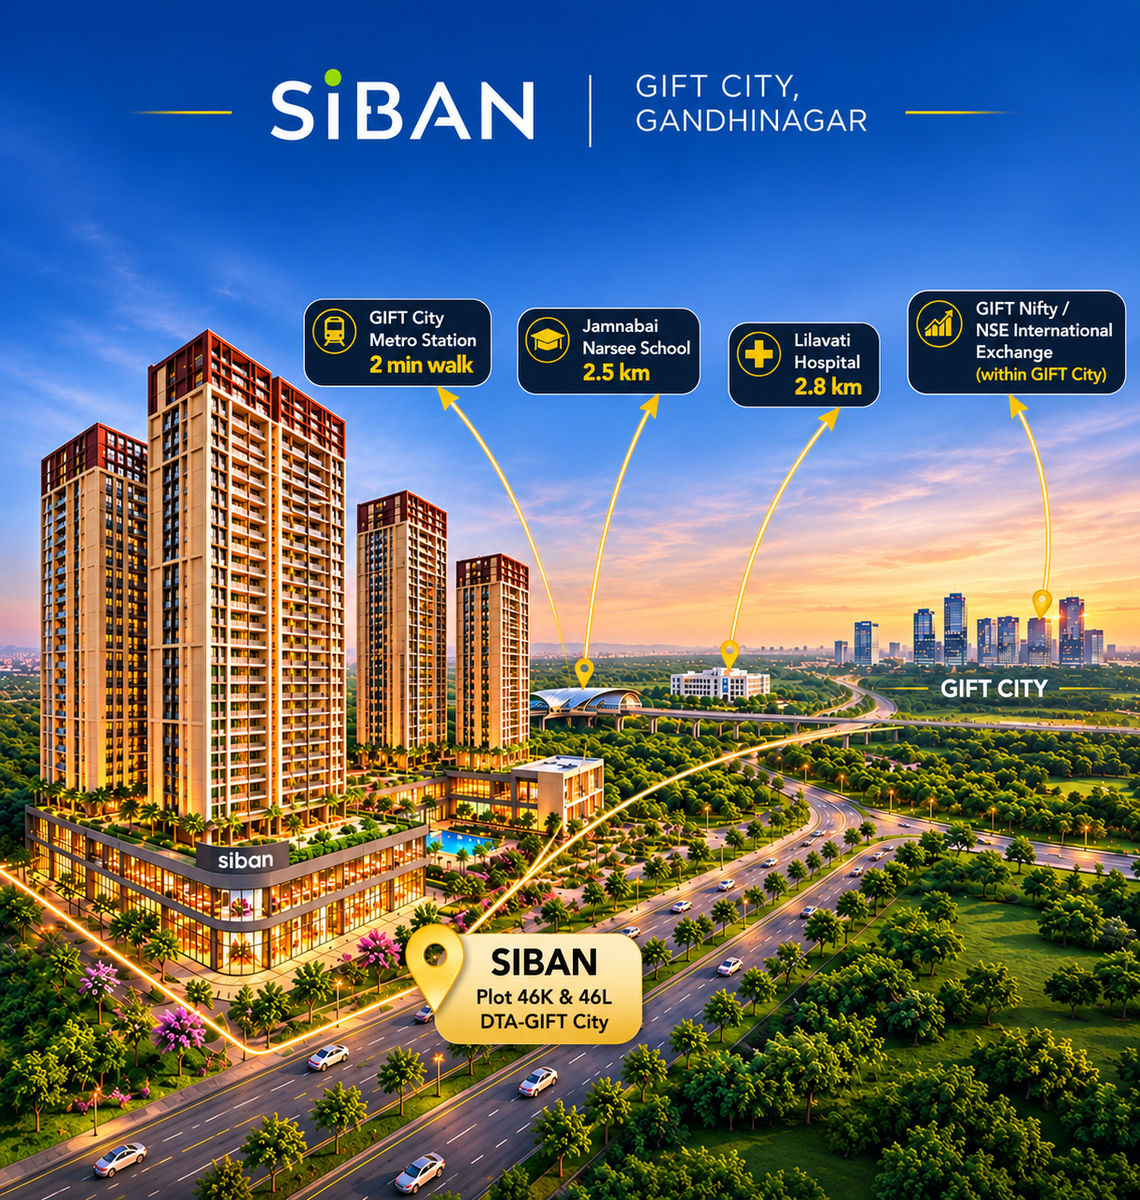 SiBAN
GIFT CITY,
GANDHINAGAR
GIFT City
Metro Station
2 min walk
Jamnabai
Narsee School
2.5 km
Lilavati
Hospital
2.8 km
GIFT Nifty /
NSE International
Exchange
(within GIFT City)
GIFT CITY
siban
SIBAN
Plot 46K & 46L
DTA-GIFT City